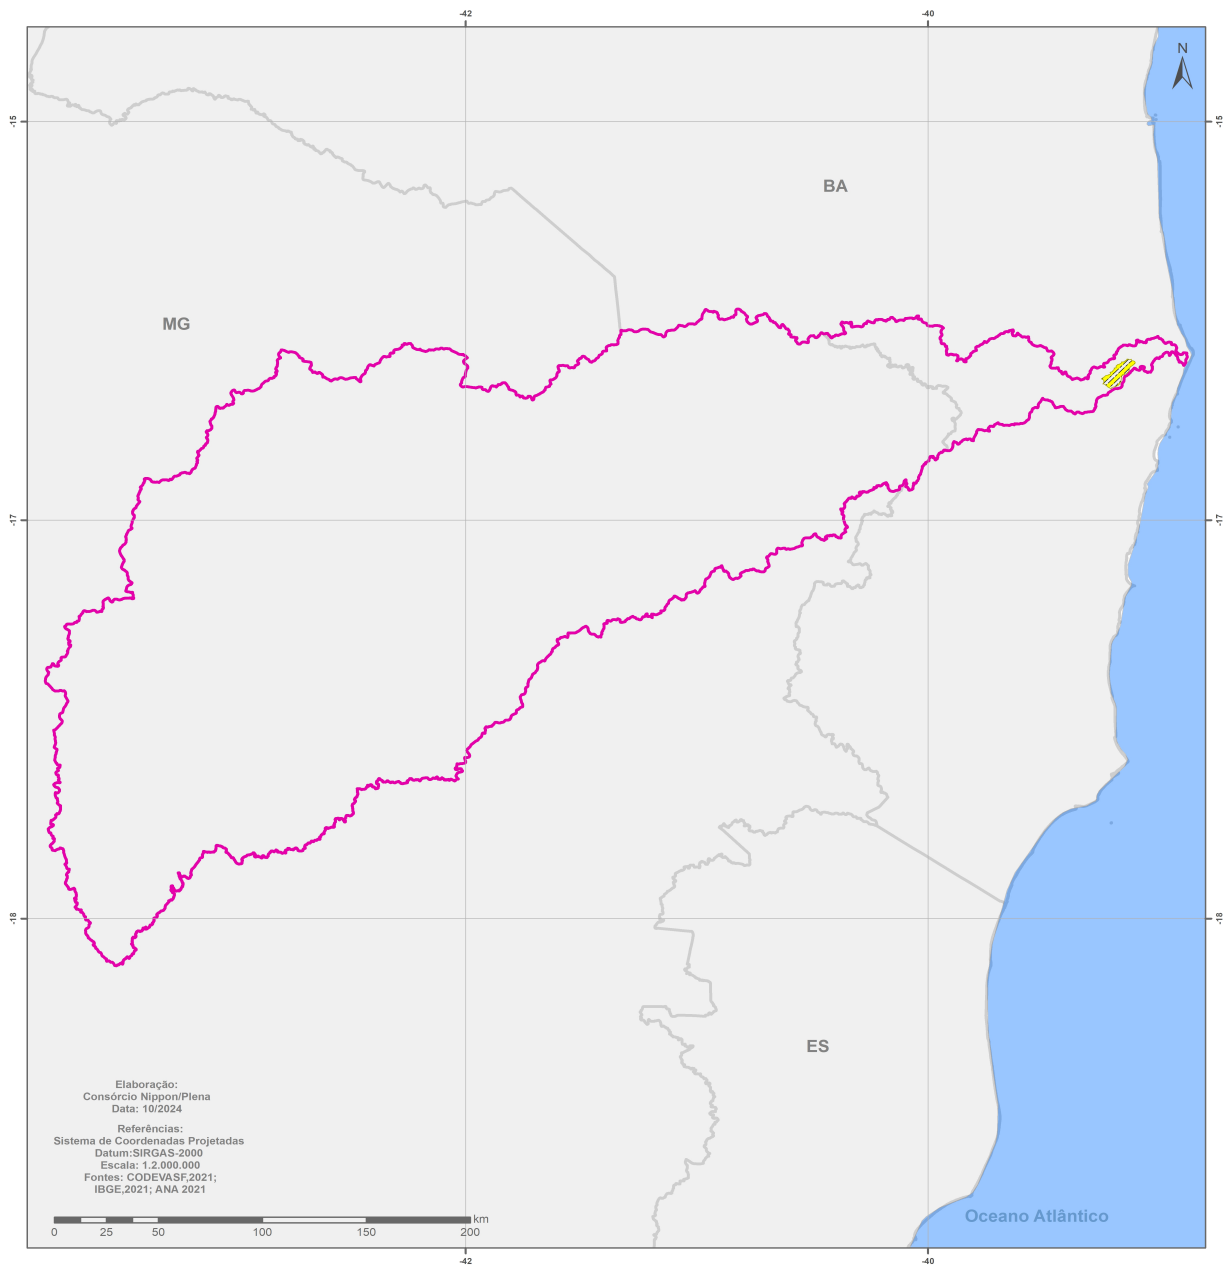 -42
-40
N
-15
-15
BA
MG
-17
-17
-18
-18
ES
Elaboração:
Consórcio Nippon/Plena
Data: 10/2024
Referências:
Sistema de Coordenadas Projetadas
Datum:SIRGAS-2000
Escala: 1.2.000.000
Fontes: CODEVASF,2021;
IBGE,2021; ANA 2021
Oceano Atlântico
km
0 25 50 100 150 200
-42
-40